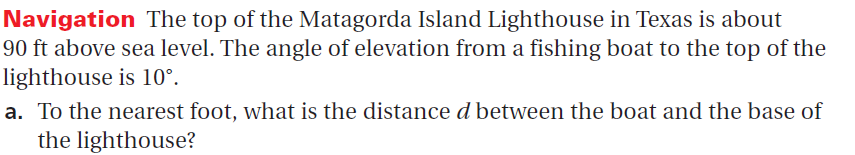 Navigation The top of the Matagorda Island Lighthouse in Texas is about
90 ft above sea level. The angle of elevation from a fishing boat to the top of the
lighthouse is 10°.
a. To the nearest foot, what is the distance d between the boat and the base of
the lighthouse?